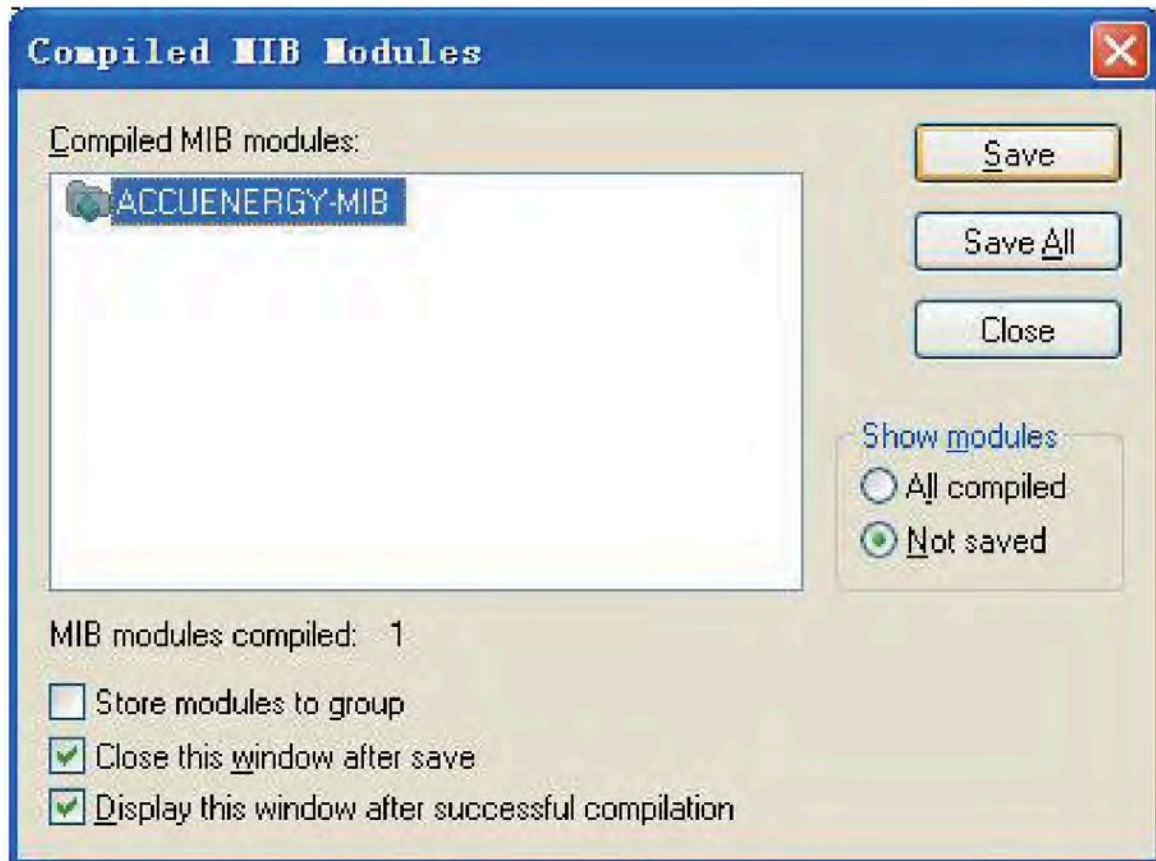 Compiled MIB Modules
Compiled MIB modules:
ACCUENERGY-MIB
Save
Save All
Close
Show modules
All compiled
Not saved
MIB modules compiled: 1
Store modules to group
Close this window after save
Display this window after successful compilation